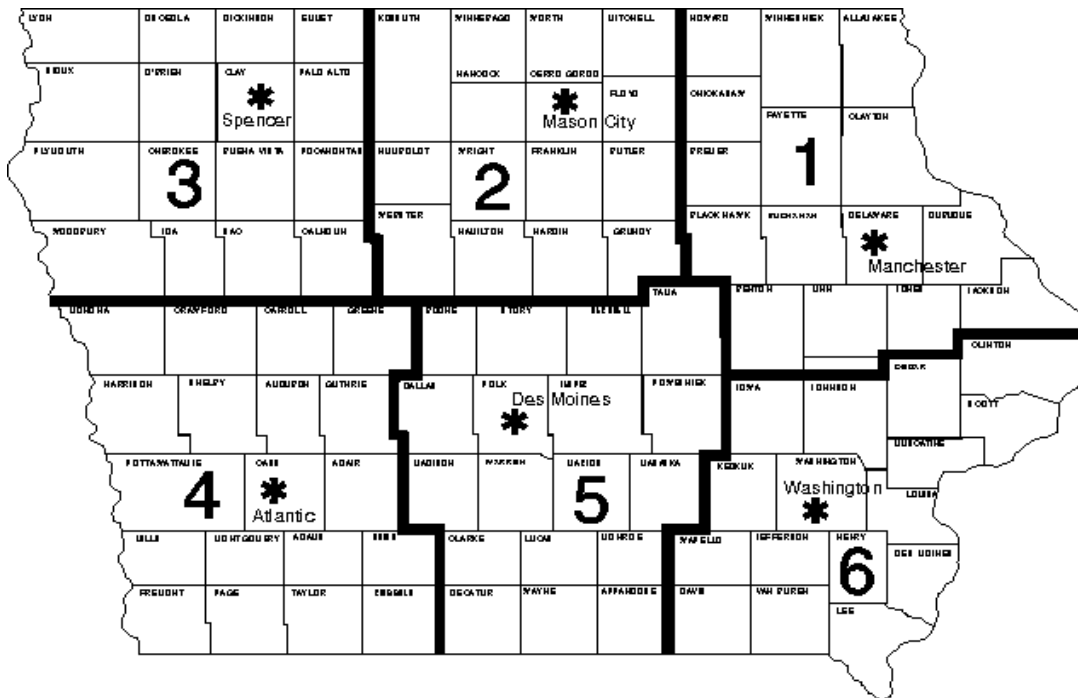 LYON
OSCEOLA
DICKINSON
EMMET
KOSSUTH
WINNEBAGO
WORTH
MITCHELL
HOWARD
WINNESHIEK
ALLAMAKEE
SIOUX
O'BRIEN
CLAY
PALO ALTO
HANCOCK
CERRO GORDO
FLOYD
CHICKASAW
Spencer
Mason City
FAYETTE
CLAYTON
PLYMOUTH
CHEROKEE
BUENA VISTA
POCAHONTAS
HUMBOLDT
WRIGHT
FRANKLIN
BUTLER
BREMER
3
2
1
WEBSTER
BLACK HAWK
BUCHANAN
DELAWARE
DUBUQUE
WOODBURY
IDA
SAC
CALHOUN
HAMILTON
HARDIN
GRUNDY
Manchester
TAMA
BENTON
LINN
JONES
JACKSON
MONONA
CRAWFORD
CARROLL
GREENE
BOONE
STORY
MARSHALL
CLINTON
CEDAR
HARRISON
SHELBY
AUDUBON
GUTHRIE
DALLAS
POLK
JASPER
POWESHIEK
IOWA
JOHNSON
Des Moines
SCOTT
MUSCATINE
POTTAWATTAMIE
CASS
ADAIR
MADISON
WARREN
MARION
MAHASKA
KEOKUK
WASHINGTON
Washington
LOUISA
4
Atlantic
5
MILLS
MONTGOMERY
ADAMS
UNION
CLARKE
LUCAS
MONROE
WAPELLO
JEFFERSON
HENRY
DES MOINES
6
FREMONT
PAGE
TAYLOR
RINGGOLD
DECATUR
WAYNE
APPANOOSE
DAVIS
VAN BUREN
LEE